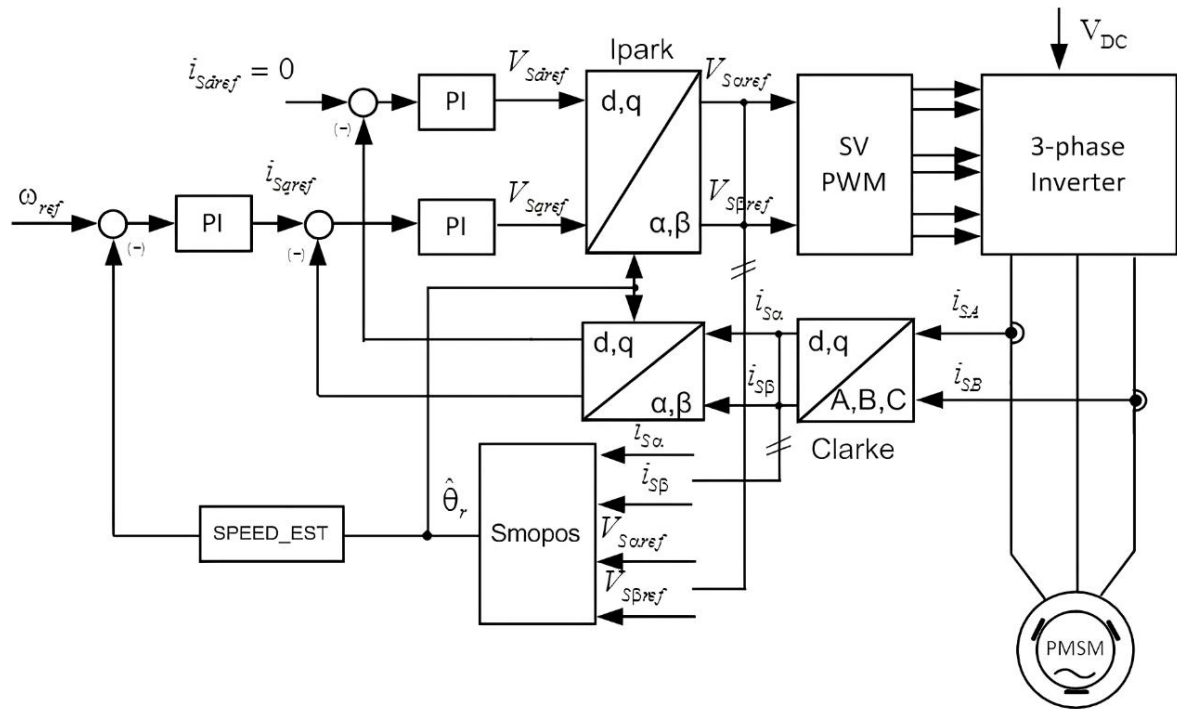 Ipark
V_DC
i_Sdref = 0
PI
V_Sdref
d,q
α,β
V_Sαref
SV
PWM
3-phase
Inverter
ω_ref
PI
i_Sqref
PI
V_Sqref
V_Sβref
(-)
(-)
(-)
d,q
α,β
i_Sα
i_Sβ
d,q
A,B,C
Clarke
i_SA
i_SB
SPEED_EST
θ̂_r
Smopos
i_Sα
i_Sβ
V_Sαref
V_Sβref
PMSM